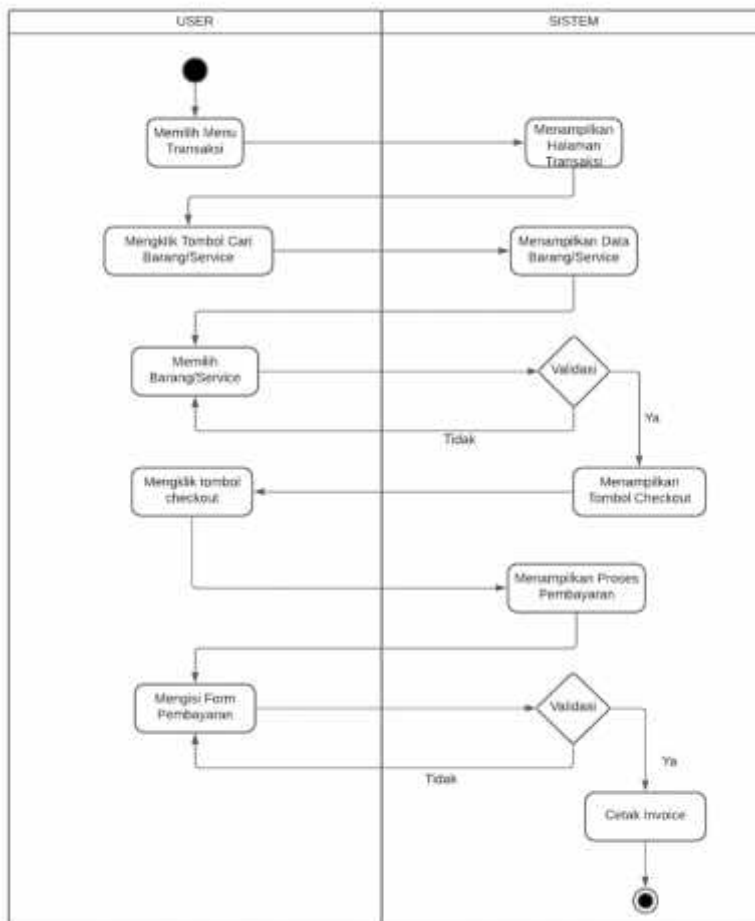 USER
SISTEM
Memilih Menu
Transaksi
Menampilkan
Halaman
Transaksi
Mengklik Tombol Cari
Barang/Service
Menampilkan Data
Barang/Service
Memilih
Barang/Service
Validasi
Tidak
Ya
Mengklik tombol
checkout
Menampilkan
Tombol Checkout
Menampilkan Proses
Pembayaran
Mengisi Form
Pembayaran
Validasi
Tidak
Ya
Cetak Invoice